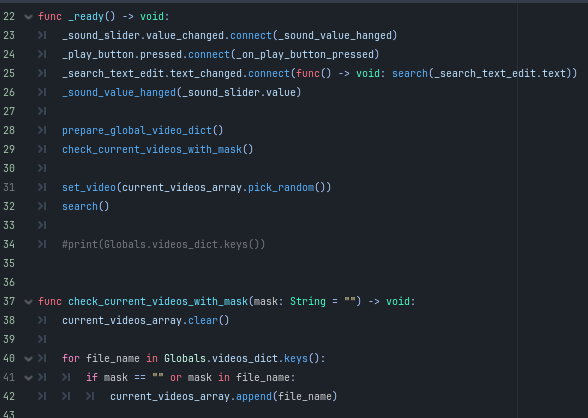 22 func _ready() -> void:
23 _sound_slider.value_changed.connect(_sound_value_hanged)
24 _play_button.pressed.connect(_on_play_button_pressed)
25 _search_text_edit.text_changed.connect(func() -> void: search(_search_text_edit.text))
26 _sound_value_hanged(_sound_slider.value)
27
28 prepare_global_video_dict()
29 check_current_videos_with_mask()
30
31 set_video(current_videos_array.pick_random())
32 search()
33
34 #print(Globals.videos_dict.keys())
35
36
37 func check_current_videos_with_mask(mask: String = "") -> void:
38 current_videos_array.clear()
39
40 for file_name in Globals.videos_dict.keys():
41 if mask == "" or mask in file_name:
42 current_videos_array.append(file_name)
43